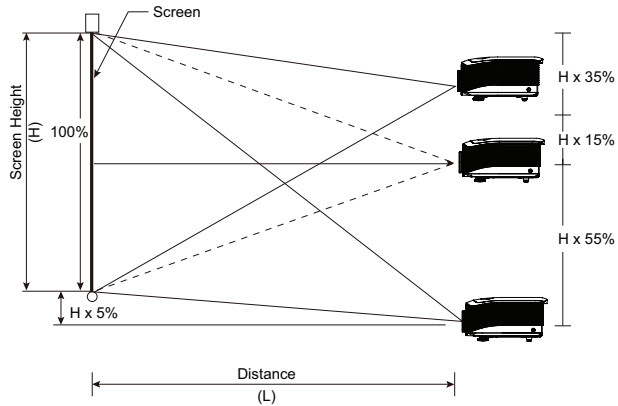 Screen
Screen Height
(H)
100%
H x 35%
H x 15%
H x 55%
H x 5%
Distance
(L)